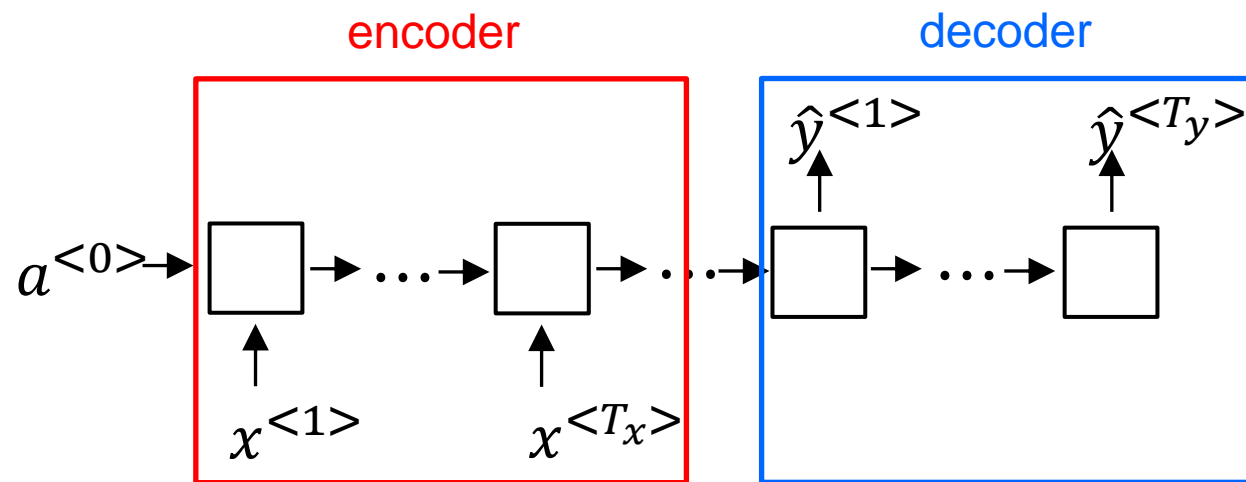 encoder decoder
ŷ<1> ŷ<Ty>
a<0> ... ... ...
x<1> x<Tx>